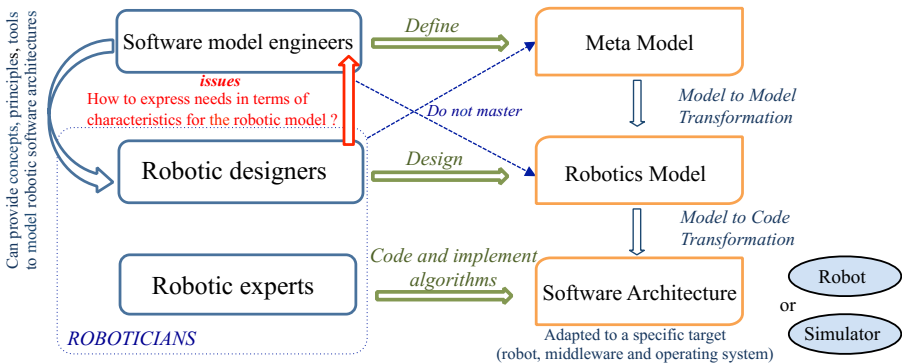 Can provide concepts, principles, tools
to model robotic software architectures
Software model engineers
Define
Meta Model
issues
How to express needs in terms of
characteristics for the robotic model ?
Do not master
Model to Model
Transformation
Robotic designers
Design
Robotics Model
Model to Code
Transformation
Robotic experts
Code and implement
algorithms
Software Architecture
Robot
or
Simulator
ROBOTICIANS
Adapted to a specific target
(robot, middleware and operating system)